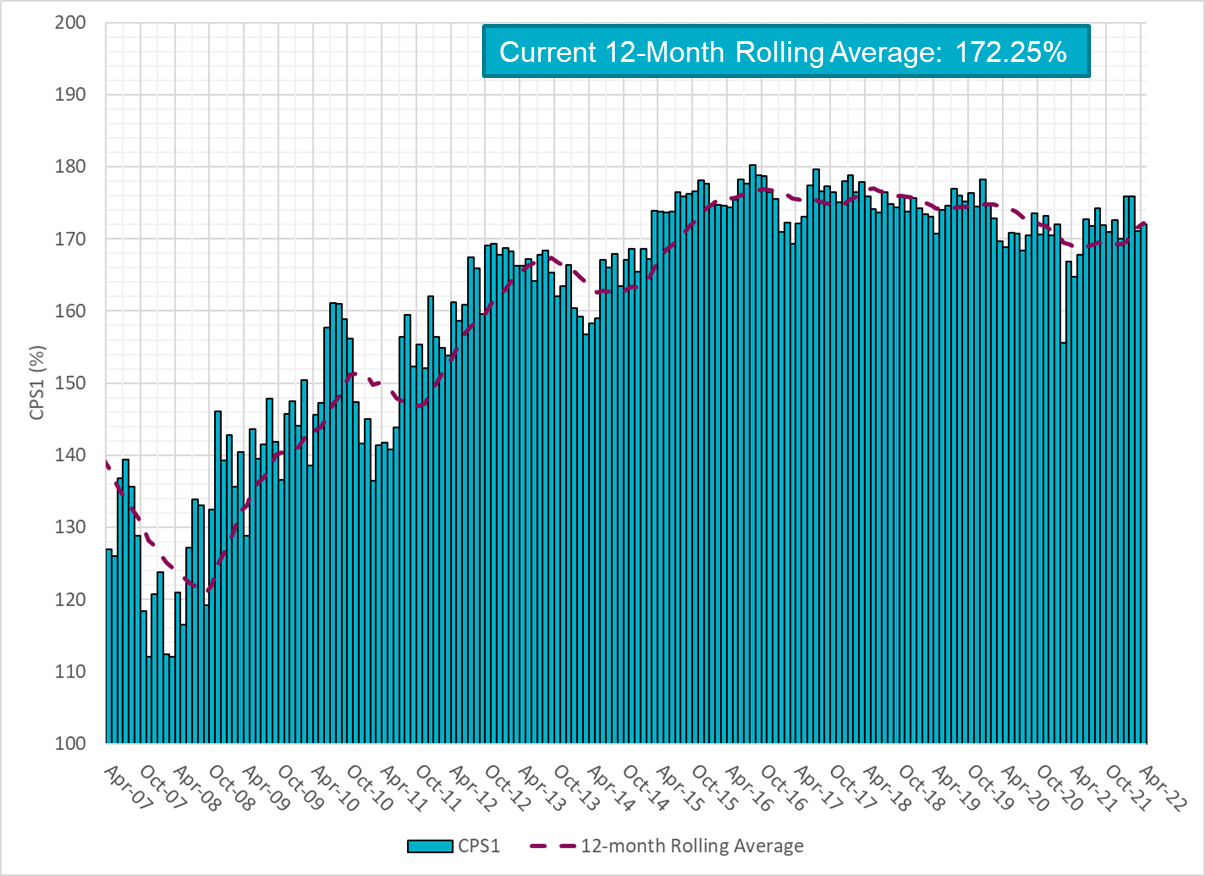 Current 12-Month Rolling Average: 172.25%
200
190
180
170
160
150
140
130
120
110
100
CPS1 (%)
Apr-07
Oct-07
Apr-08
Oct-08
Apr-09
Oct-09
Apr-10
Oct-10
Apr-11
Oct-11
Apr-12
Oct-12
Apr-13
Oct-13
Apr-14
Oct-14
Apr-15
Oct-15
Apr-16
Oct-16
Apr-17
Oct-17
Apr-18
Oct-18
Apr-19
Oct-19
Apr-20
Oct-20
Apr-21
Oct-21
Apr-22
CPS1
12-month Rolling Average